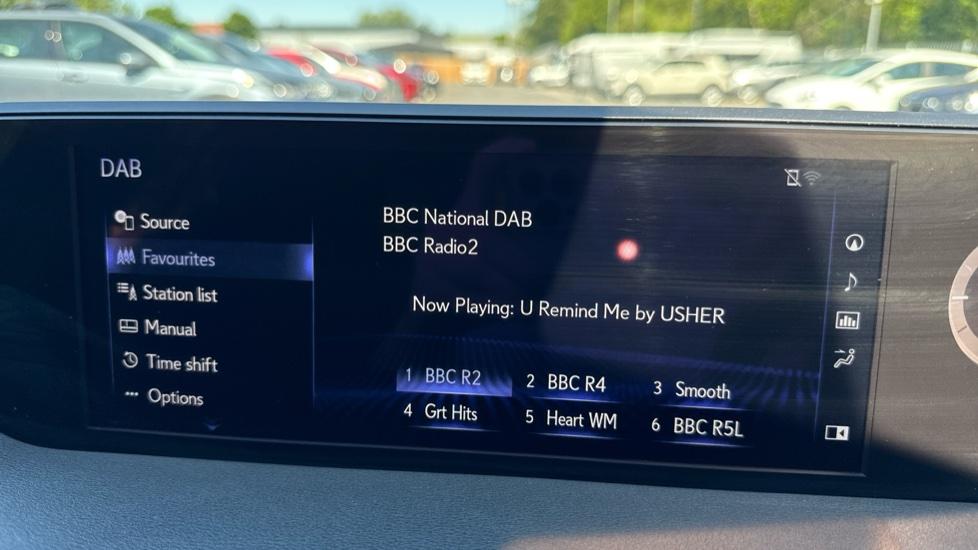 DAB
Source
Favourites
Station list
Manual
Time shift
Options
BBC National DAB
BBC Radio2
Now Playing: U Remind Me by USHER
1 BBC R2 2 BBC R4 3 Smooth
4 Grt Hits 5 Heart WM 6 BBC R5L